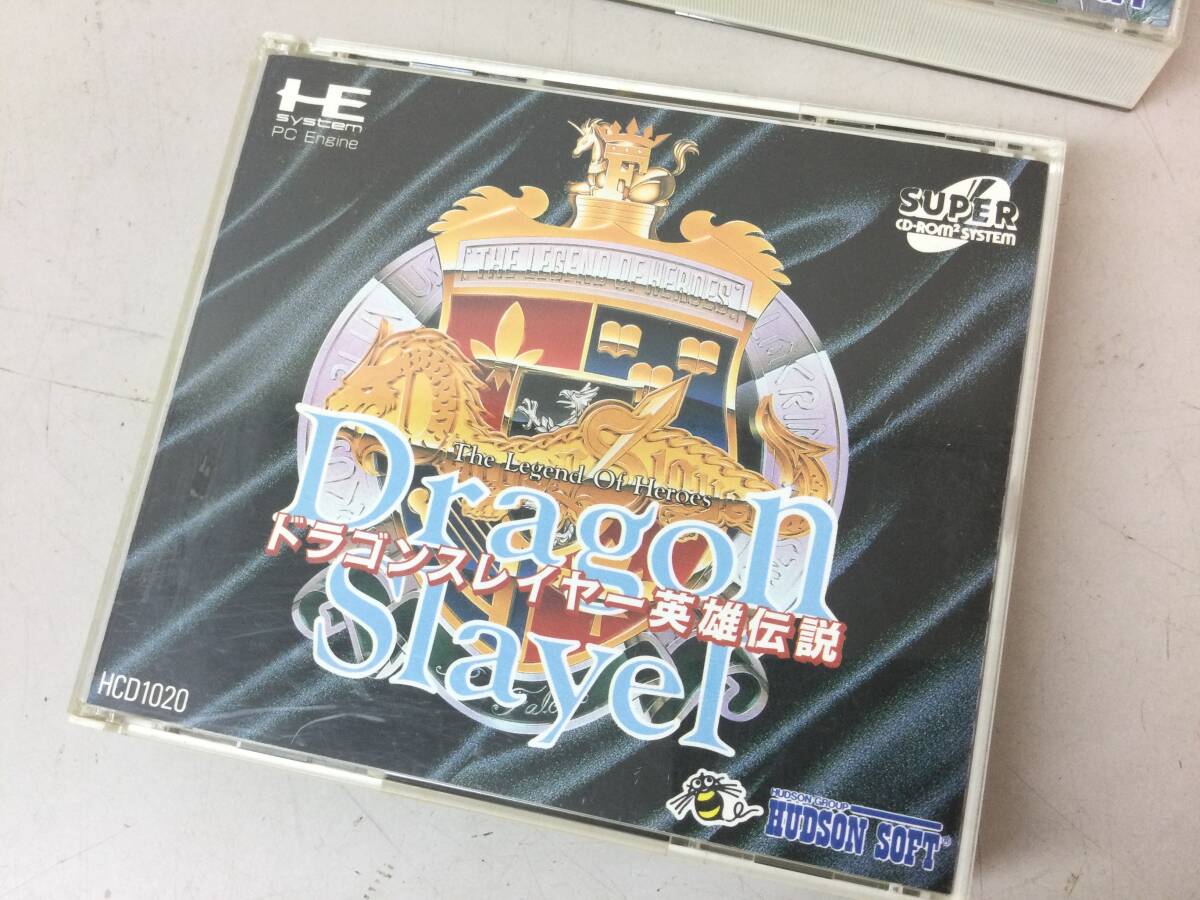 HE
system
PC Engine
SUPER
CD-ROM² SYSTEM
F
THE LEGEND OF HEROES
The Legend Of Heroes
Dragon
ドラゴンスレイヤー英雄伝説
Slayer
HCD1020
HUDSON GROUP
HUDSON SOFT®